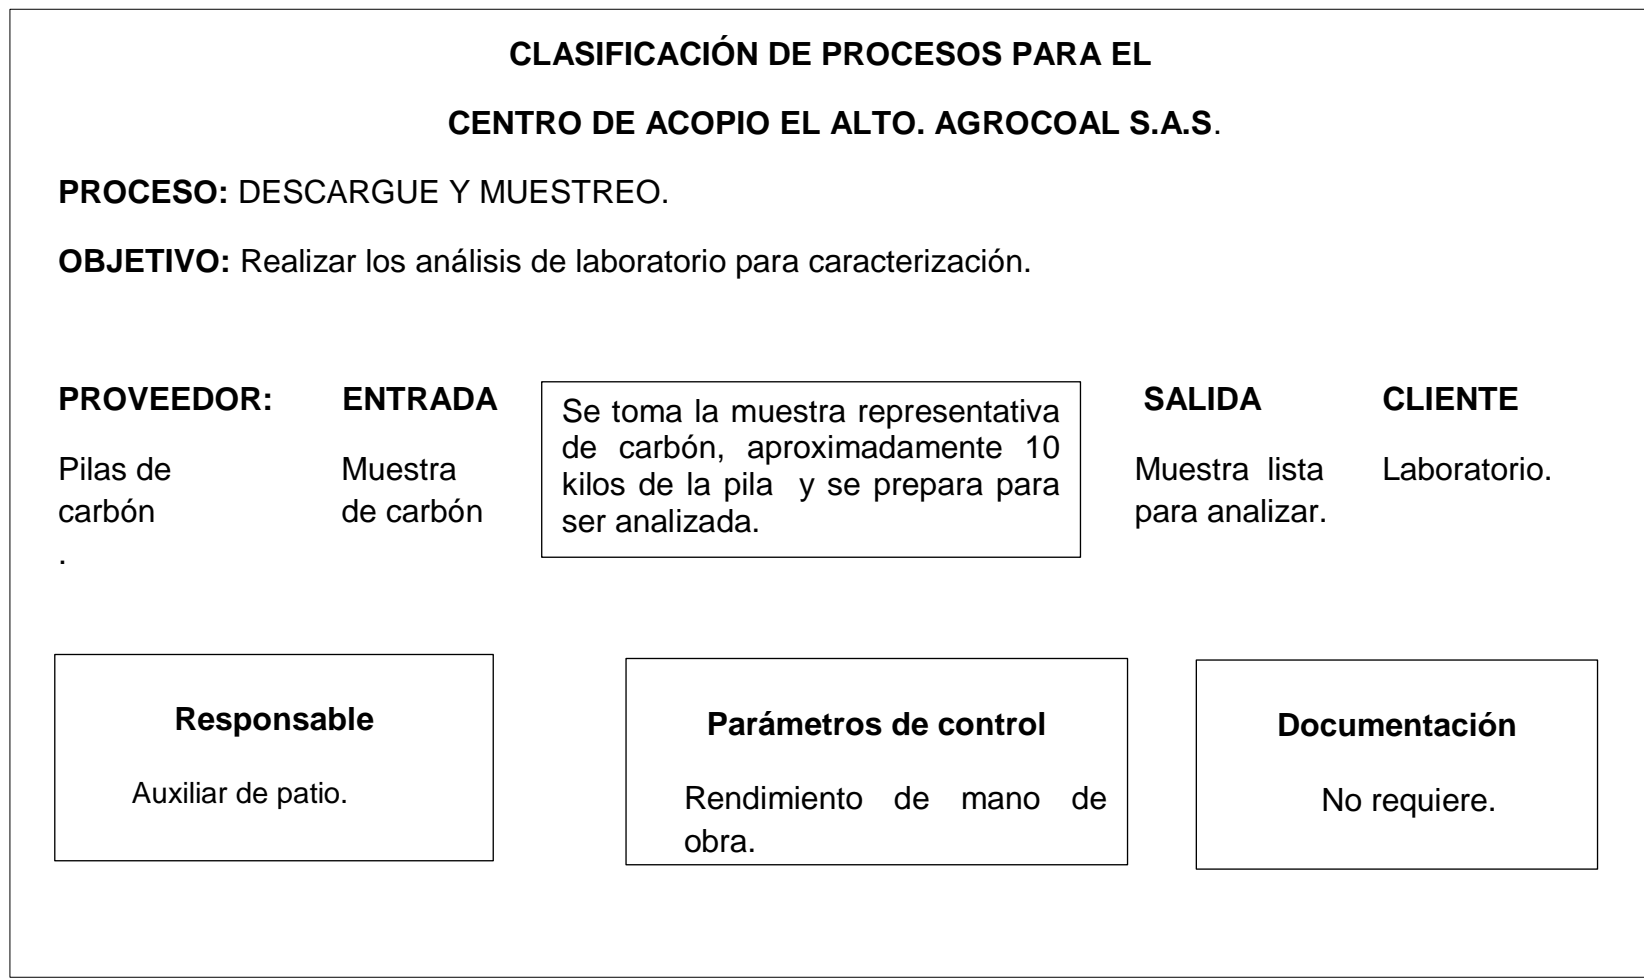 CLASIFICACIÓN DE PROCESOS PARA EL
CENTRO DE ACOPIO EL ALTO. AGROCOAL S.A.S.
PROCESO: DESCARGUE Y MUESTREO.
OBJETIVO: Realizar los análisis de laboratorio para caracterización.
PROVEEDOR:
Pilas de
carbón
.
ENTRADA
Muestra
de carbón
Se toma la muestra representativa
de carbón, aproximadamente 10
kilos de la pila y se prepara para
ser analizada.
SALIDA
Muestra lista
para analizar.
CLIENTE
Laboratorio.
Responsable
Auxiliar de patio.
Parámetros de control
Rendimiento de mano de
obra.
Documentación
No requiere.